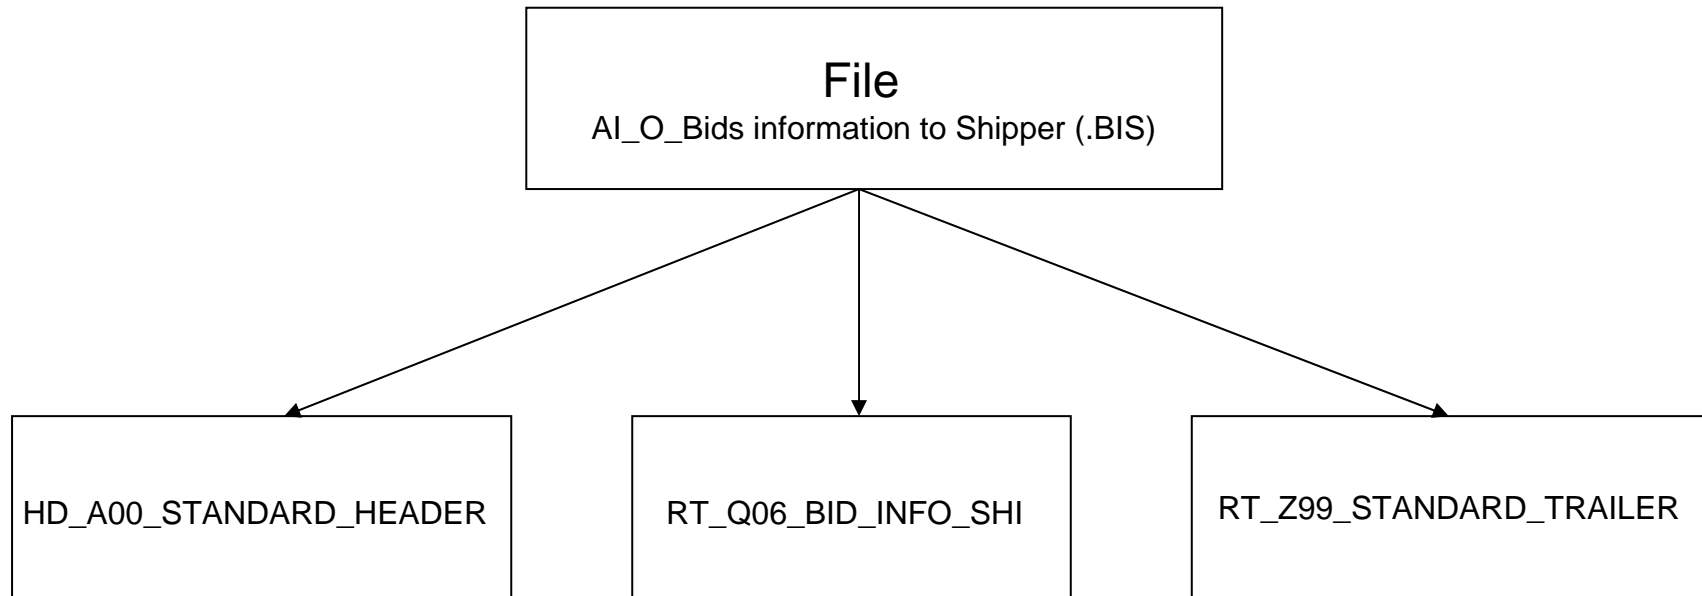 File
AI_O_Bids information to Shipper (.BIS)
HD_A00_STANDARD_HEADER
RT_Q06_BID_INFO_SHI
RT_Z99_STANDARD_TRAILER